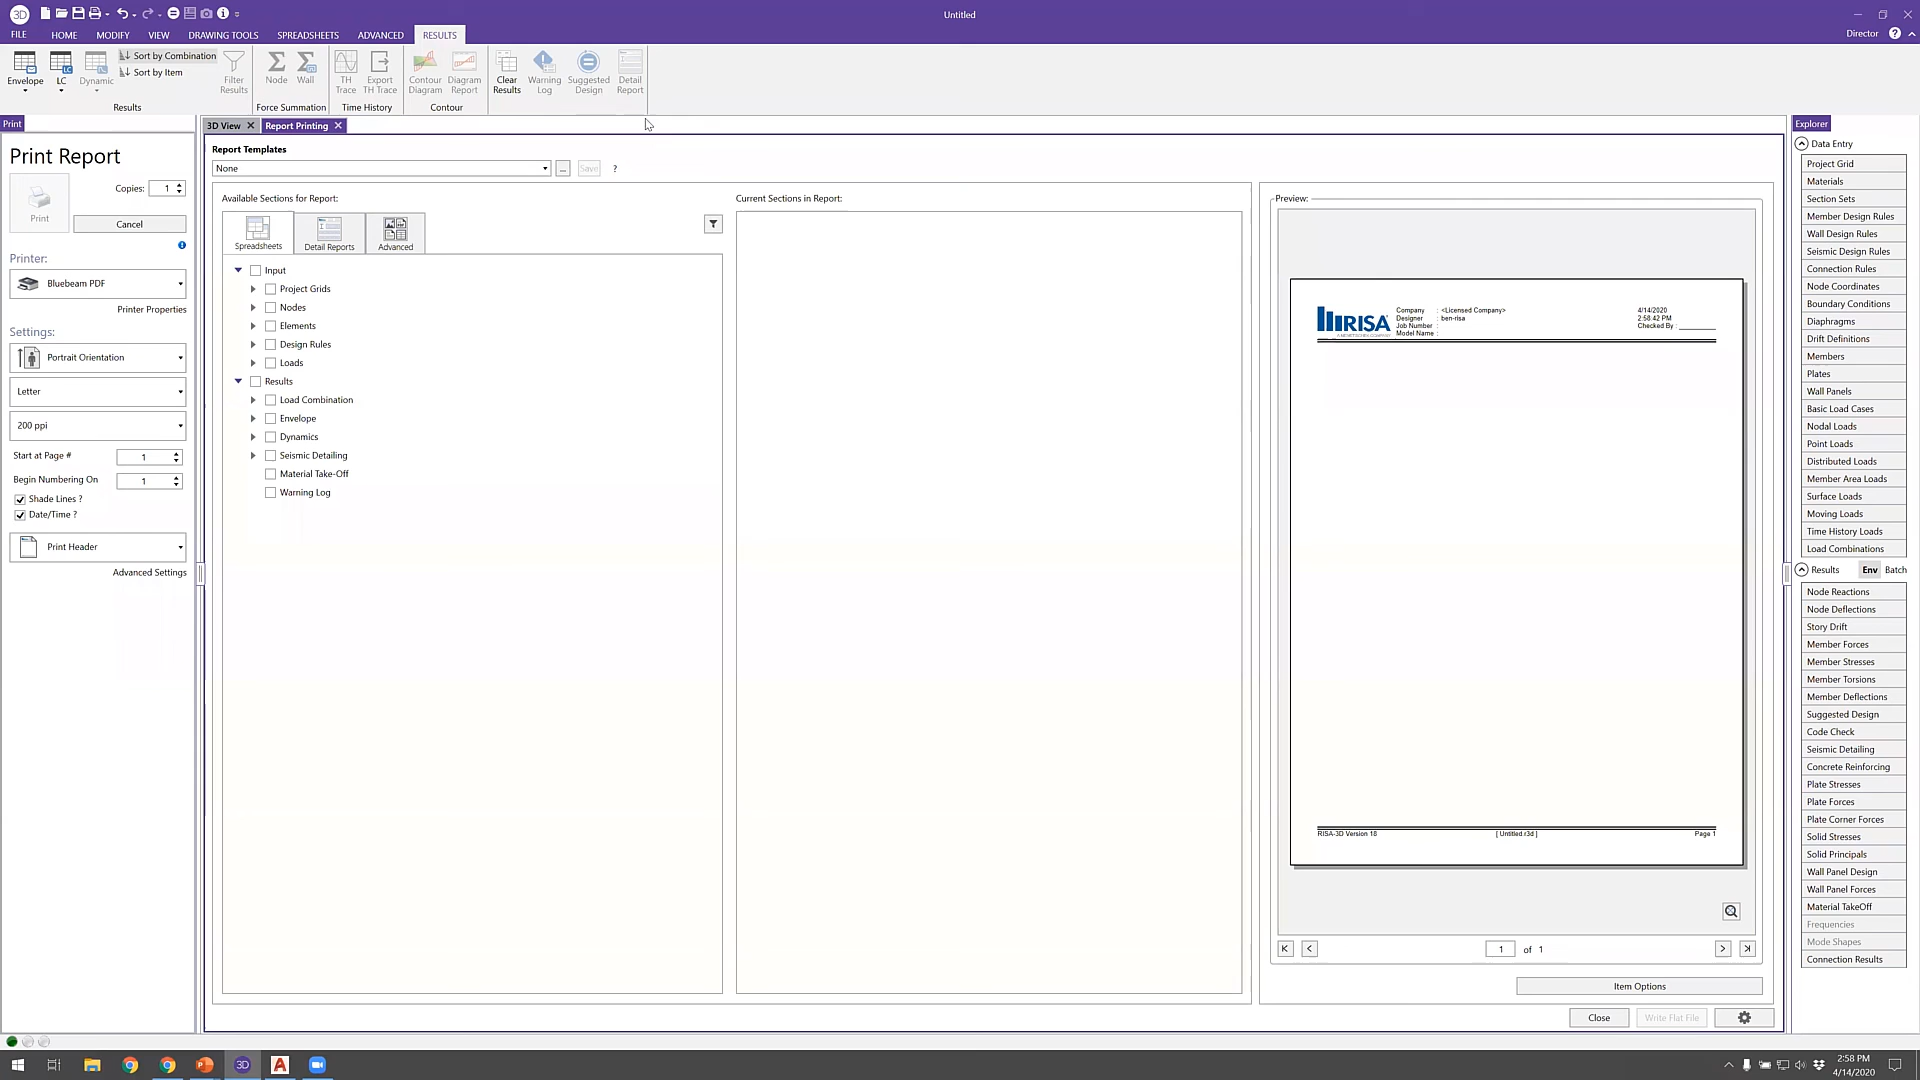 3D
Untitled
FILE
HOME
MODIFY
VIEW
DRAWING TOOLS
SPREADSHEETS
ADVANCED
RESULTS
Director
Envelope
LC
Dynamic
Sort by Combination
Sort by Item
Filter
Results
Results
Node
Wall
Force Summation
TH
Trace
Export
TH Trace
Time History
Contour
Diagram
Diagram
Report
Contour
Clear
Results
Warning
Log
Suggested
Design
Detail
Report
Print
3D View
Report Printing
Print Report
Copies: 1
Print
Cancel
Printer:
Bluebeam PDF
Printer Properties
Settings:
Portrait Orientation
Letter
200 ppi
Start at Page # 1
Begin Numbering On 1
Shade Lines ?
Date/Time ?
Print Header
Advanced Settings
Report Templates
None
... Save ?
Available Sections for Report:
Spreadsheets
Detail Reports
Advanced
Input
Project Grids
Nodes
Elements
Design Rules
Loads
Results
Load Combination
Envelope
Dynamics
Seismic Detailing
Material Take-Off
Warning Log
Current Sections in Report:
Preview:
RISA
Company : <Licensed Company>
Designer : ben-risa
Job Number :
Model Name :
4/14/2020
2:58:42 PM
Checked By :
RISA-3D Version 18
[ Untitled.r3d ]
Page 1
1 of 1
Item Options
Close
Write Flat File
Explorer
Data Entry
Project Grid
Materials
Section Sets
Member Design Rules
Wall Design Rules
Seismic Design Rules
Connection Rules
Node Coordinates
Boundary Conditions
Diaphragms
Drift Definitions
Members
Plates
Wall Panels
Basic Load Cases
Nodal Loads
Point Loads
Distributed Loads
Member Area Loads
Surface Loads
Moving Loads
Time History Loads
Load Combinations
Results Env Batch
Node Reactions
Node Deflections
Story Drift
Member Forces
Member Stresses
Member Torsions
Member Deflections
Suggested Design
Code Check
Seismic Detailing
Concrete Reinforcing
Plate Stresses
Plate Forces
Plate Corner Forces
Solid Stresses
Solid Principals
Wall Panel Design
Wall Panel Forces
Material TakeOff
Frequencies
Mode Shapes
Connection Results
3D
2:58 PM
4/14/2020